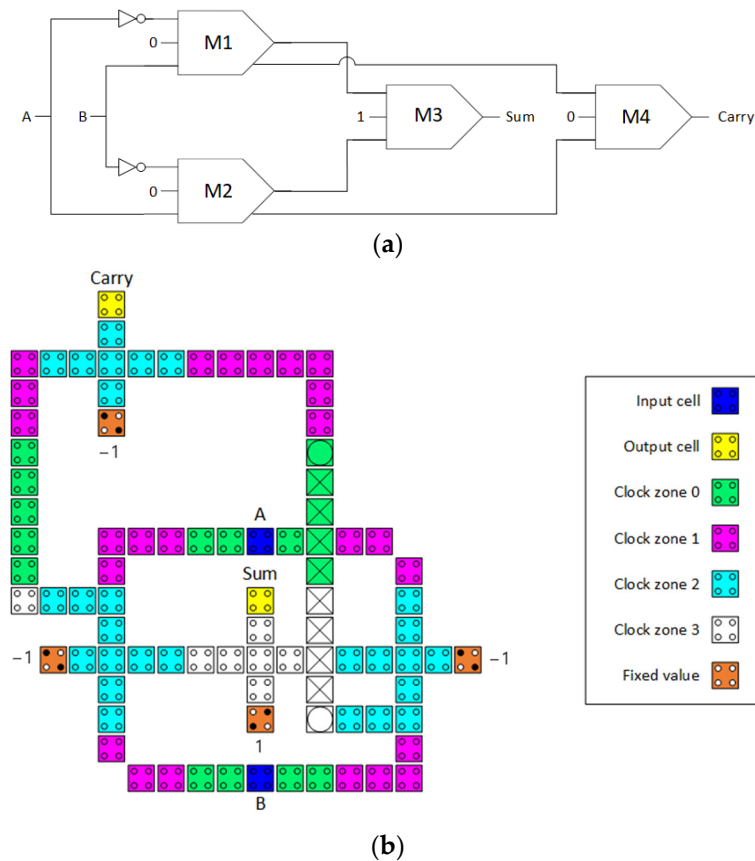 M1
0
A
B
M3
1
Sum
M4
0
Carry
M2
0
(a)
Carry
−1
A
Sum
−1
−1
1
B
Input cell
Output cell
Clock zone 0
Clock zone 1
Clock zone 2
Clock zone 3
Fixed value
(b)